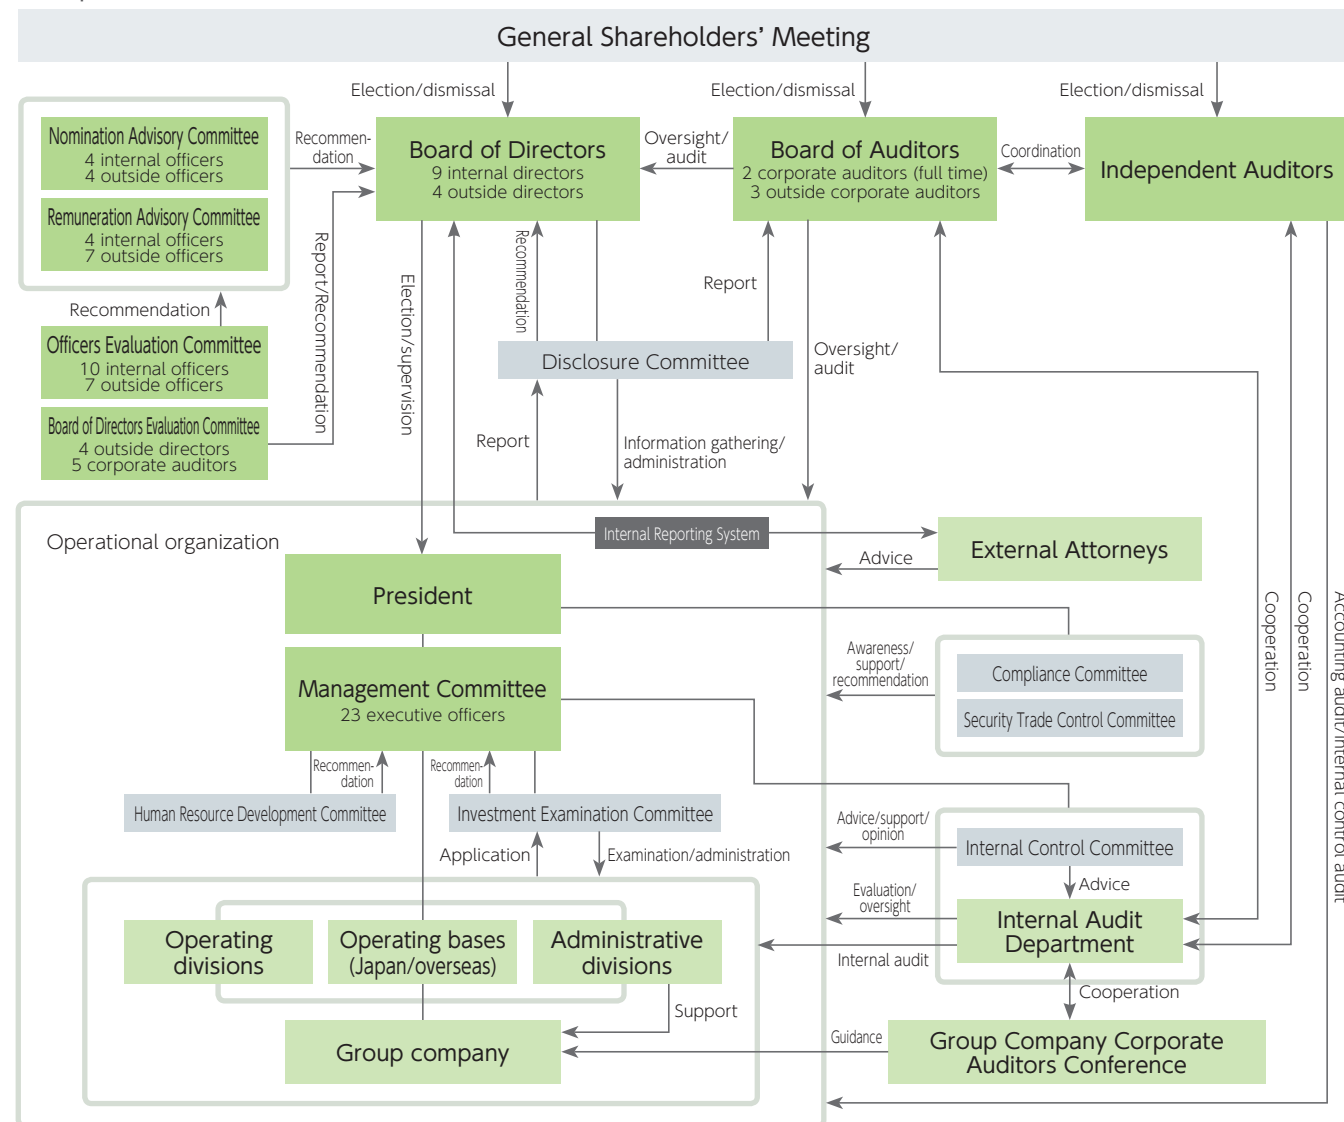 General Shareholders’ Meeting
Election/dismissal
Election/dismissal
Election/dismissal
Nomination Advisory Committee
4 internal officers
4 outside officers
Remuneration Advisory Committee
4 internal officers
7 outside officers
Recommen-
dation
Board of Directors
9 internal directors
4 outside directors
Oversight/
audit
Board of Auditors
2 corporate auditors (full time)
3 outside corporate auditors
Coordination
Independent Auditors
Recommendation
Officers Evaluation Committee
10 internal officers
7 outside officers
Board of Directors Evaluation Committee
4 outside directors
5 corporate auditors
Report/Recommendation
Election/supervision
Recommendation
Report
Disclosure Committee
Oversight/
audit
Report
Information gathering/
administration
Operational organization
Internal Reporting System
External Attorneys
Advice
President
Management Committee
23 executive officers
Awareness/
support/
recommendation
Compliance Committee
Security Trade Control Committee
Cooperation
Cooperation
Accounting audit/internal control audit
Recommen-
dation
Recommen-
dation
Human Resource Development Committee
Investment Examination Committee
Application
Examination/administration
Advice/support/
opinion
Internal Control Committee
Advice
Evaluation/
oversight
Internal Audit
Department
Internal audit
Operating
divisions
Operating bases
(Japan/overseas)
Administrative
divisions
Support
Cooperation
Group company
Guidance
Group Company Corporate
Auditors Conference